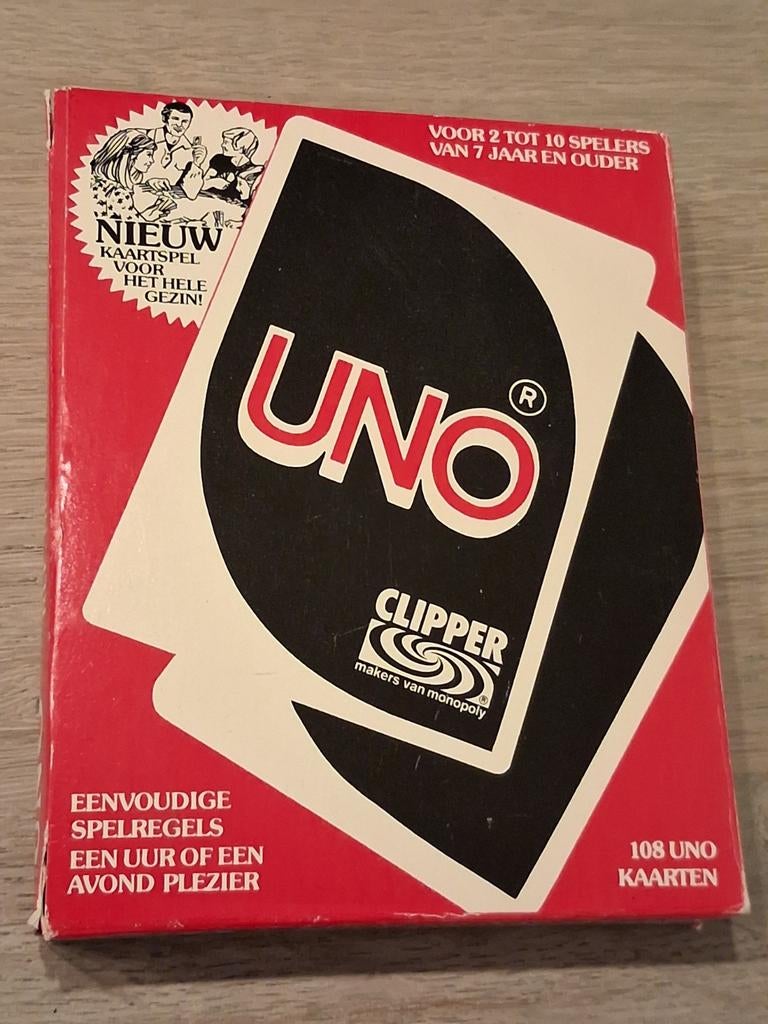 VOOR 2 TOT 10 SPELERS
VAN 7 JAAR EN OUDER
NIEUW
KAARTSPEL
VOOR
HET HELE
GEZIN!
UNO®
CLIPPER
®
makers van monopoly
EENVOUDIGE
SPELREGELS
EEN UUR OF EEN
AVOND PLEZIER
108 UNO
KAARTEN